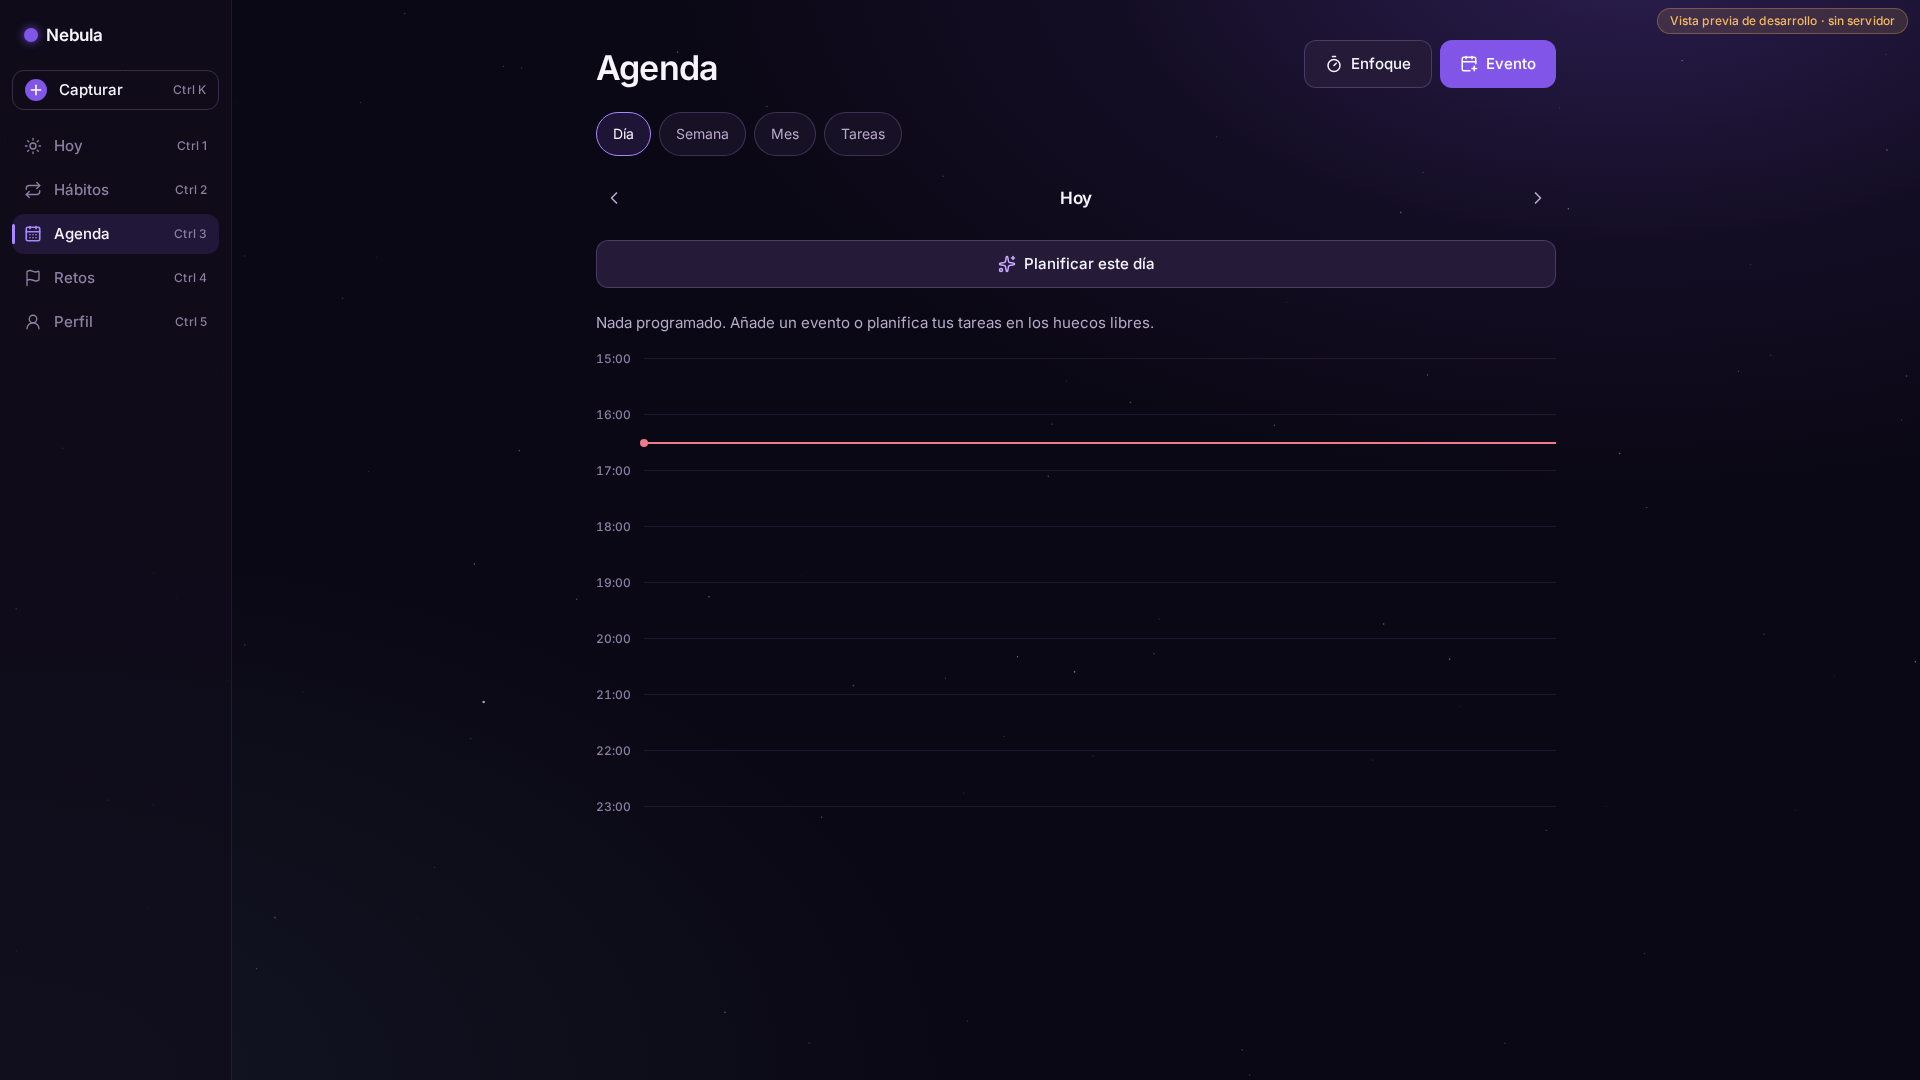 Nebula
Vista previa de desarrollo · sin servidor
Capturar Ctrl K
Hoy Ctrl 1
Hábitos Ctrl 2
Agenda Ctrl 3
Retos Ctrl 4
Perfil Ctrl 5
Agenda
Enfoque
Evento
Día Semana Mes Tareas
Hoy
Planificar este día
Nada programado. Añade un evento o planifica tus tareas en los huecos libres.
15:00
16:00
17:00
18:00
19:00
20:00
21:00
22:00
23:00